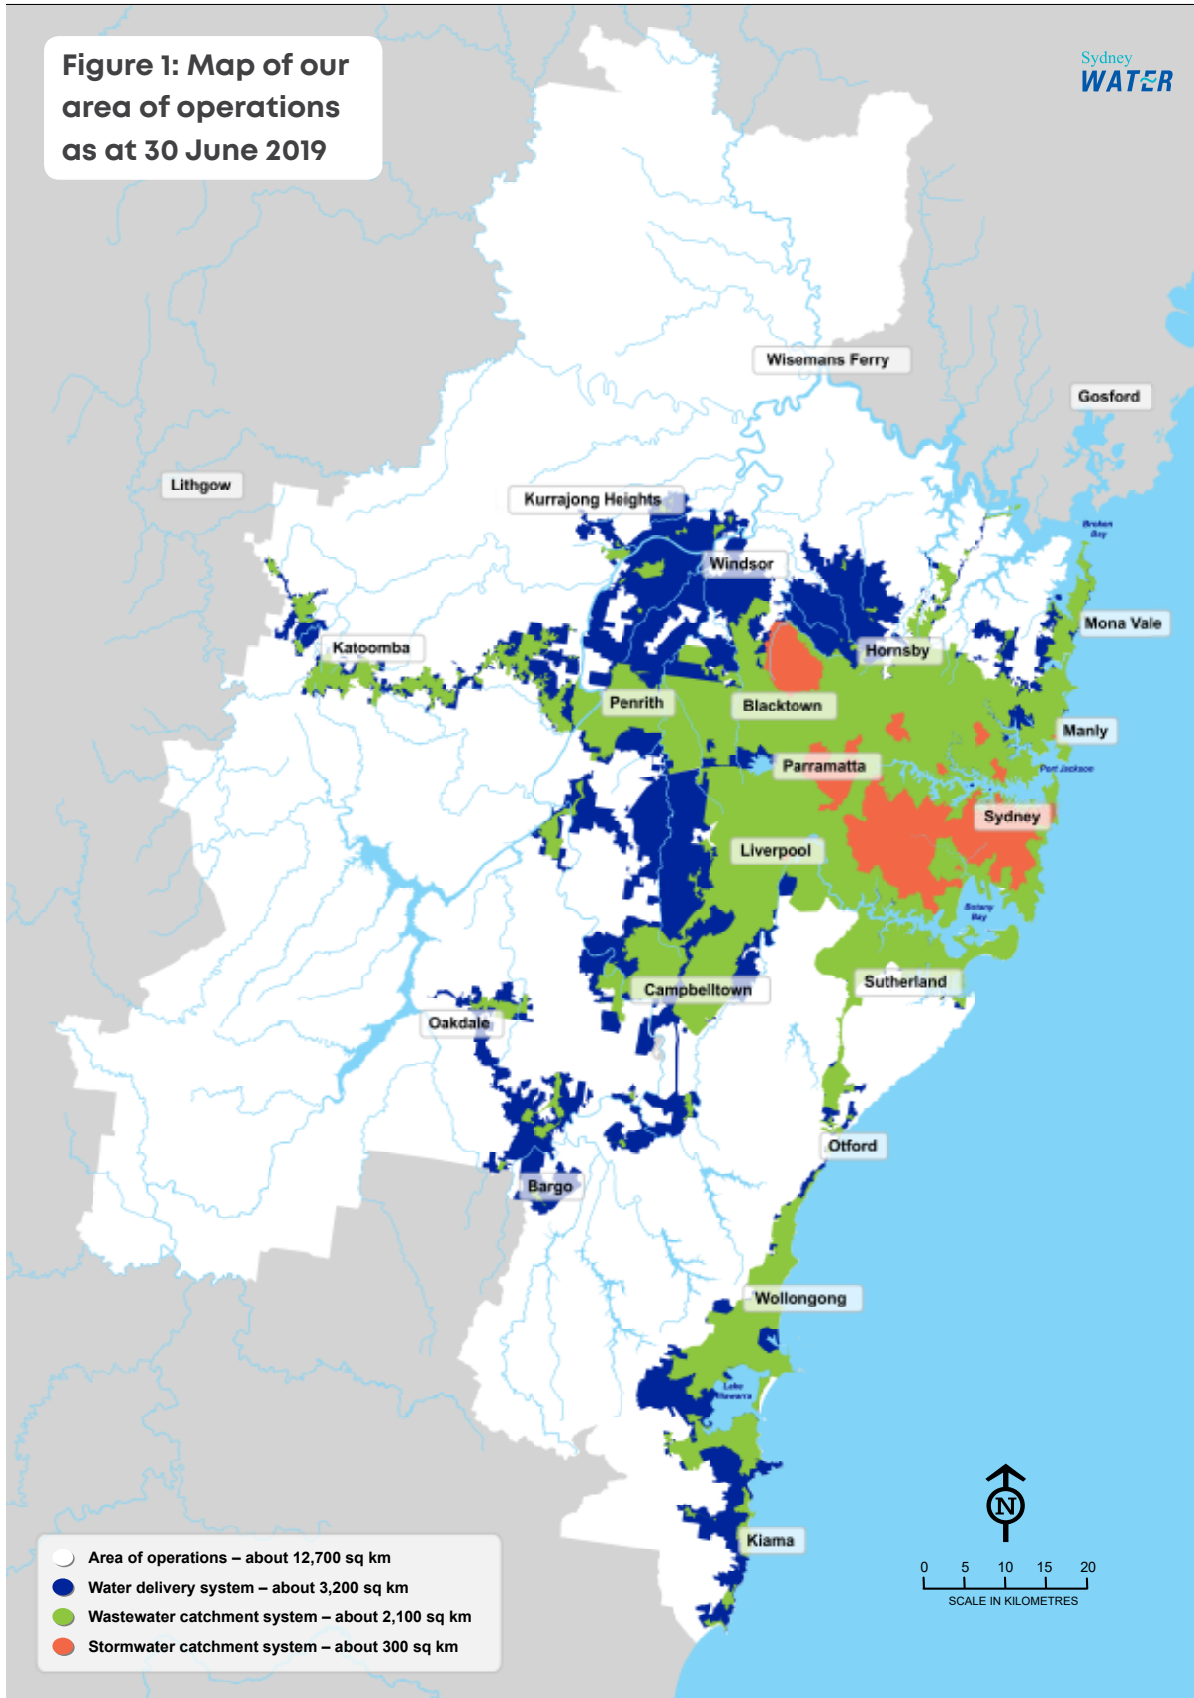 Figure 1: Map of our
area of operations
as at 30 June 2019
Sydney
WATER
Wisemans Ferry
Gosford
Lithgow
Kurrajong Heights
Broken
Bay
Windsor
Mona Vale
Katoomba
Hornsby
Penrith
Blacktown
Manly
Parramatta
Port Jackson
Sydney
Liverpool
Botany
Bay
Sutherland
Campbelltown
Oakdale
Otford
Bargo
Wollongong
Lake
Illawarra
Kiama
N
0 5 10 15 20
SCALE IN KILOMETRES
Area of operations – about 12,700 sq km
Water delivery system – about 3,200 sq km
Wastewater catchment system – about 2,100 sq km
Stormwater catchment system – about 300 sq km